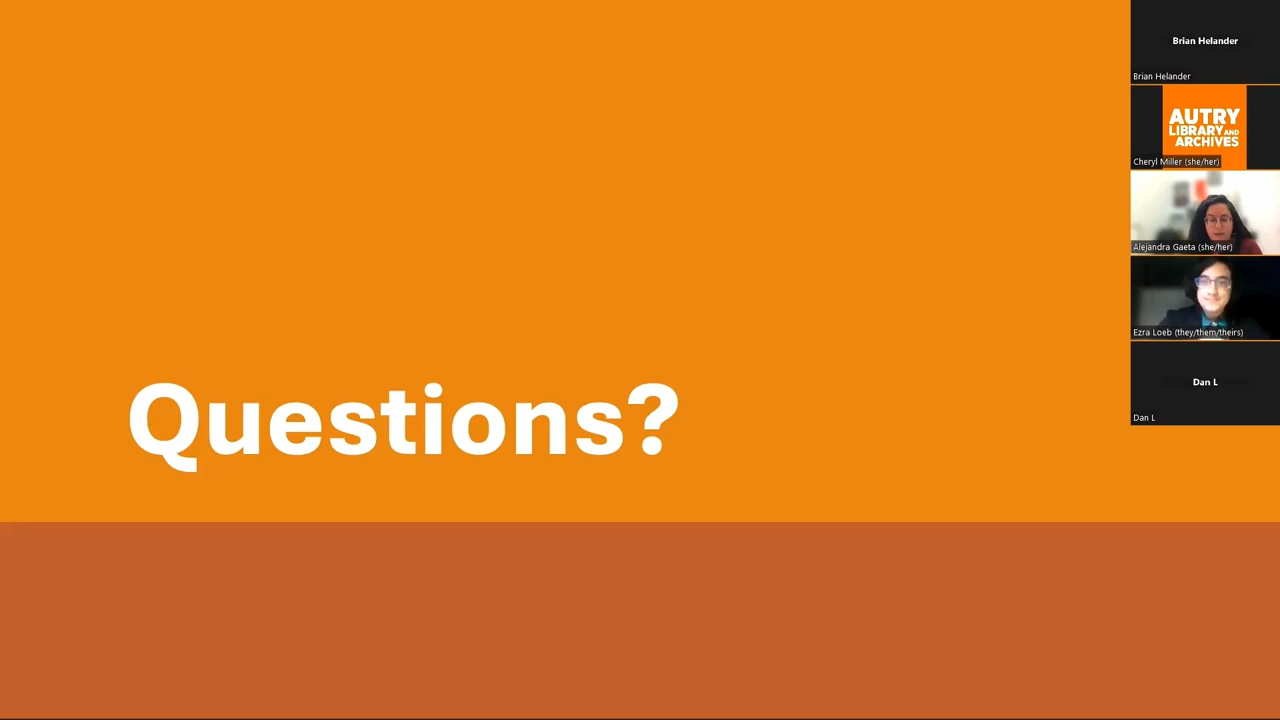 Questions?
Brian Helander
Brian Helander
AUTRY
LIBRARY AND
ARCHIVES
Cheryl Miller (she/her)
Alejandra Gaeta (she/her)
Ezra Loeb (they/them/theirs)
Dan L
Dan L